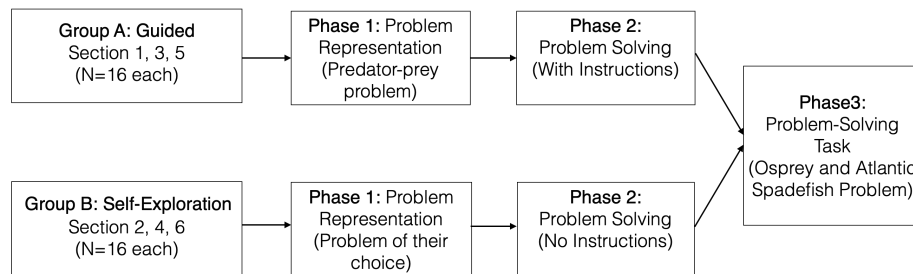 Group A: Guided
Section 1, 3, 5
(N=16 each)
Phase 1: Problem
Representation
(Predator-prey
problem)
Phase 2:
Problem Solving
(With Instructions)
Phase3:
Problem-Solving
Task
(Osprey and Atlantic
Spadefish Problem)
Group B: Self-Exploration
Section 2, 4, 6
(N=16 each)
Phase 1: Problem
Representation
(Problem of their
choice)
Phase 2:
Problem Solving
(No Instructions)